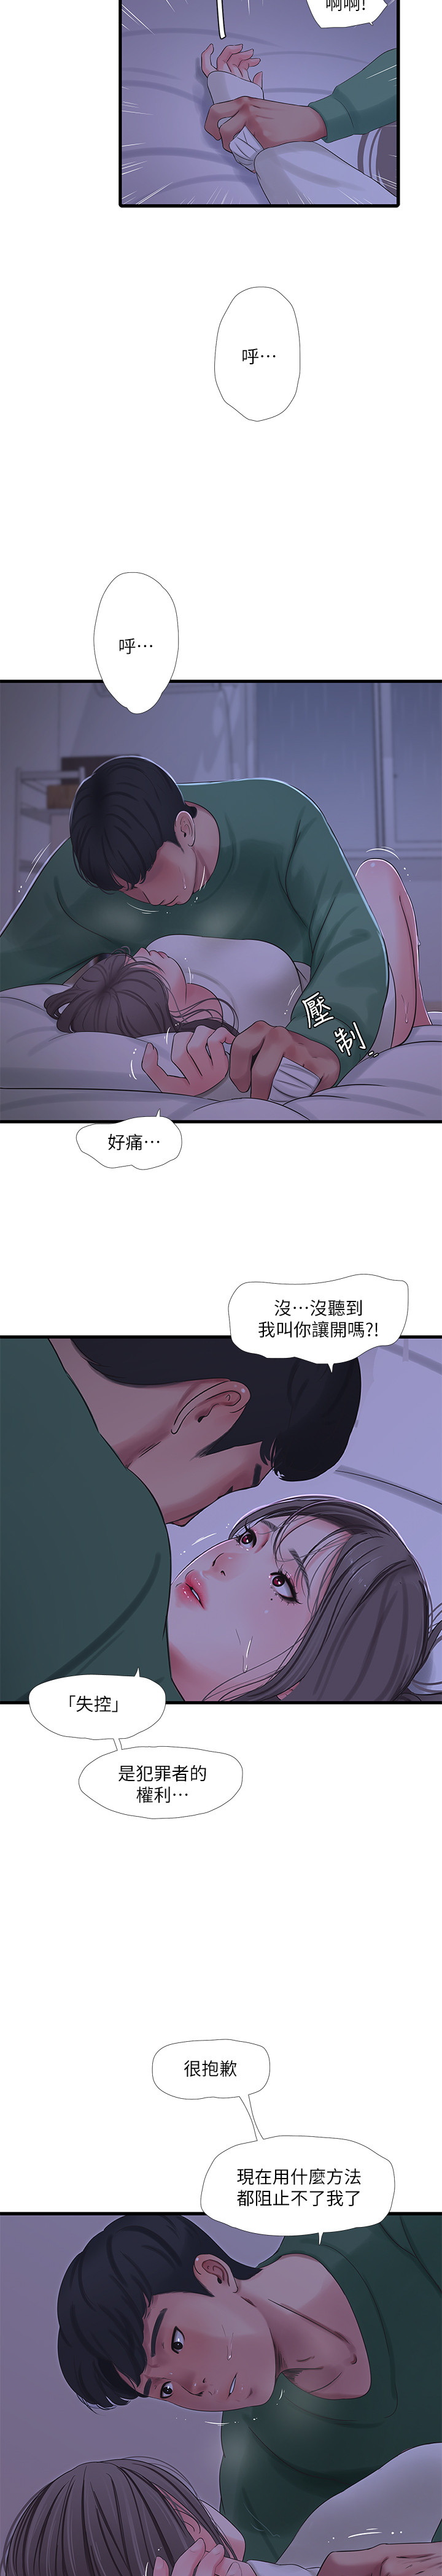 啊啊!
呼…
呼…
壓制
好痛…
沒…沒聽到
我叫你讓開嗎?!
「失控」
是犯罪者的
權利…
很抱歉
現在用什麼方法
都阻止不了我了